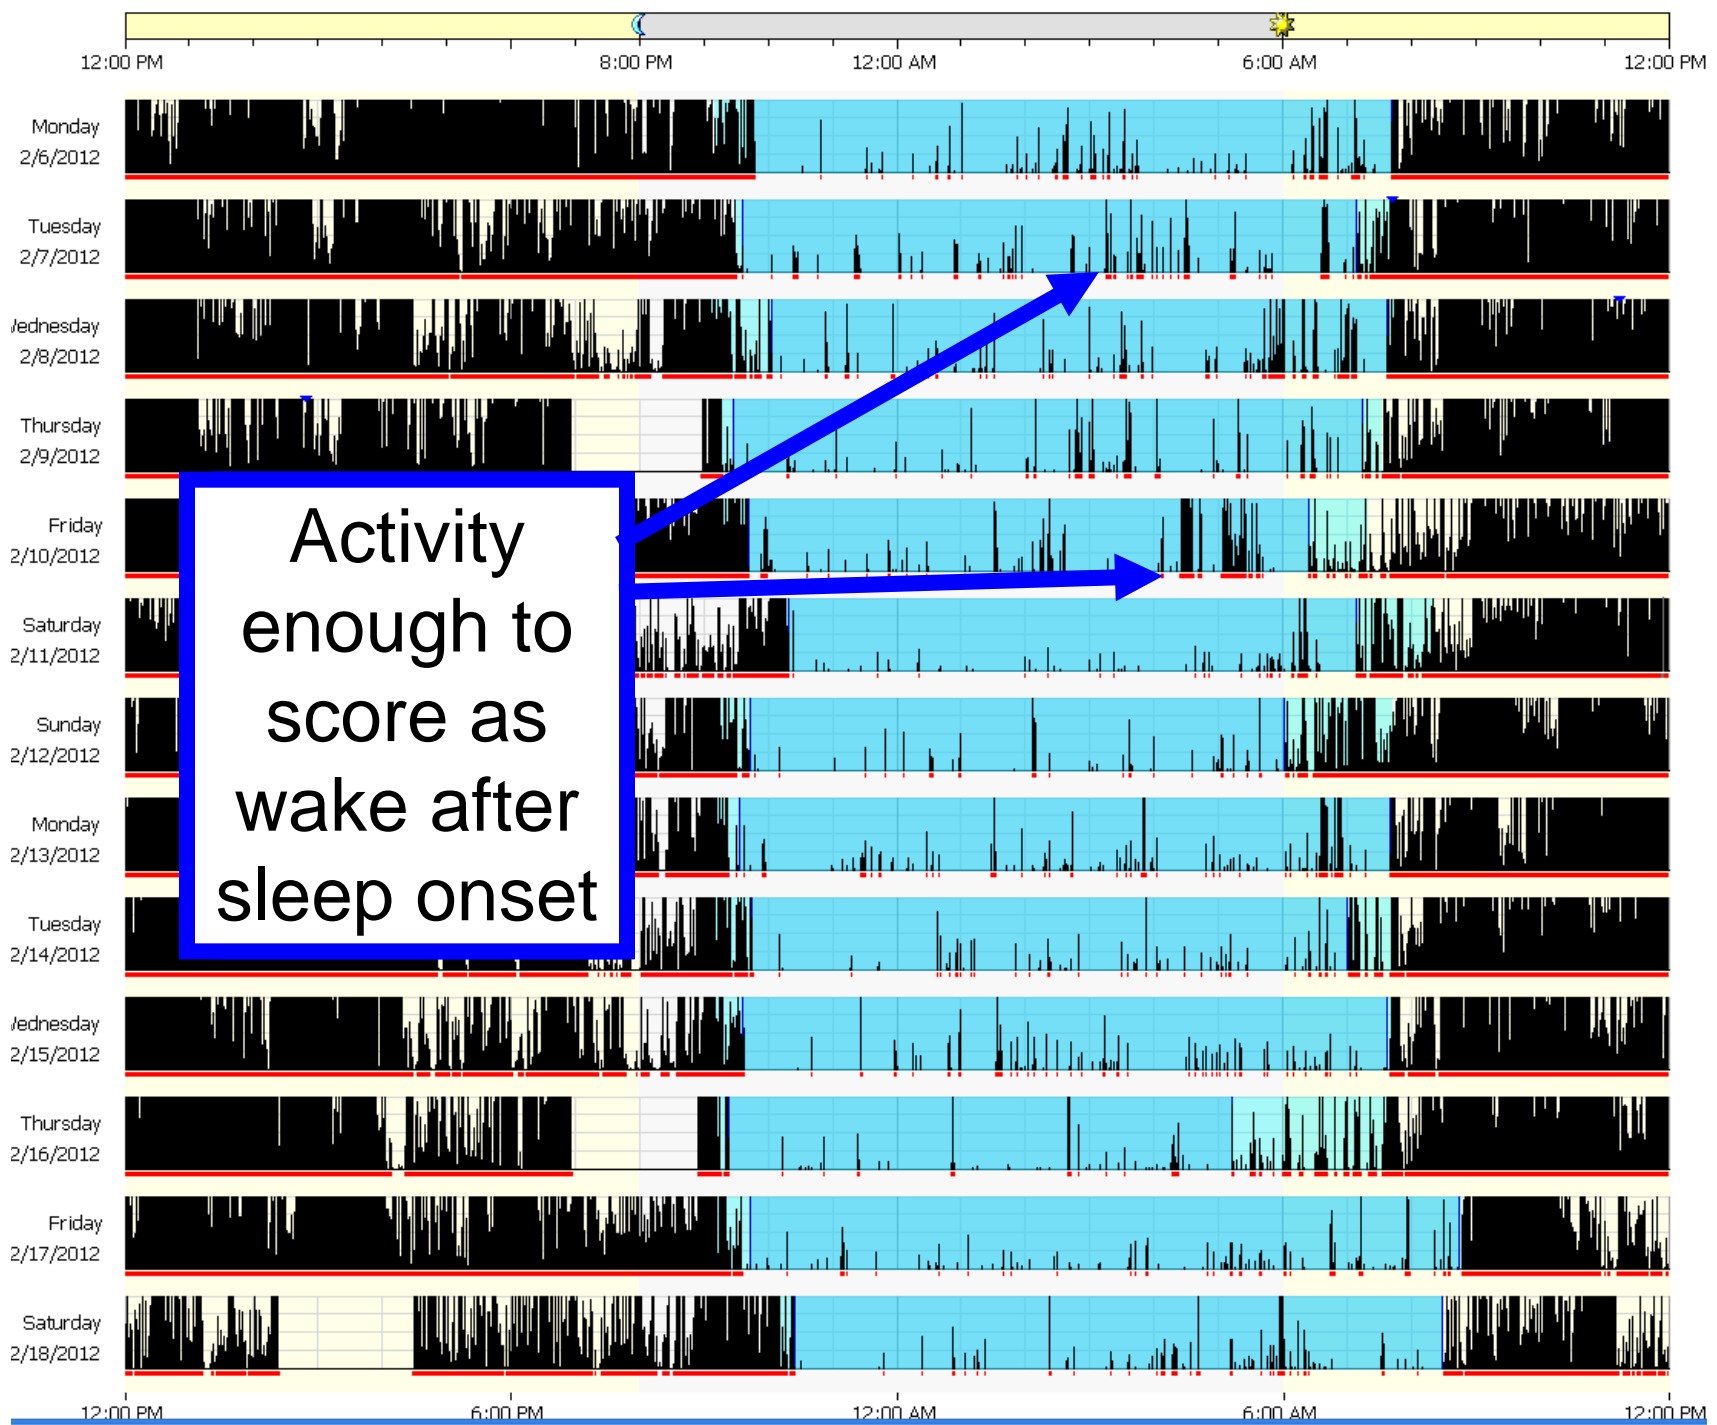 12:00 PM 8:00 PM 12:00 AM 6:00 AM 12:00 PM
Monday
2/6/2012
Tuesday
2/7/2012
/ednesday
2/8/2012
Thursday
2/9/2012
Friday
2/10/2012
Saturday
2/11/2012
Sunday
2/12/2012
Monday
2/13/2012
Tuesday
2/14/2012
/ednesday
2/15/2012
Thursday
2/16/2012
Friday
2/17/2012
Saturday
2/18/2012
Activity
enough to
score as
wake after
sleep onset
12:00 PM 6:00 PM 12:00 AM 6:00 AM 12:00 PM